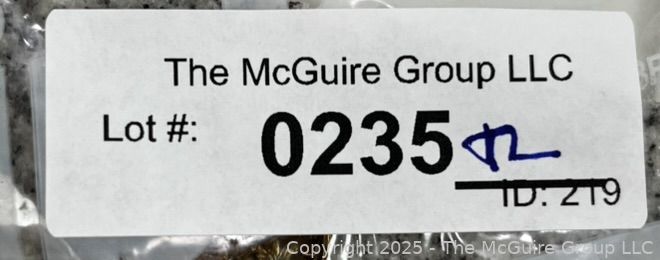 The McGuire Group LLC
Lot #: 0235
ID: 219
Copyright 2025 - The McGuire Group LLC